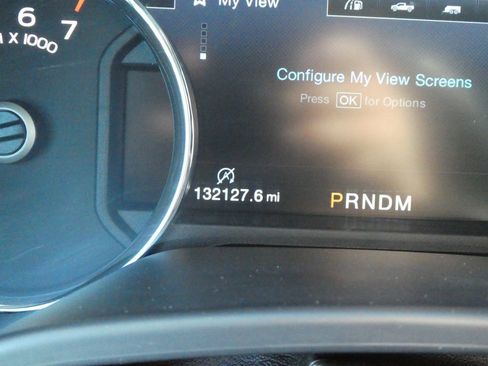 My View
6 7
x 1000
Configure My View Screens
Press OK for Options
132127.6 mi
PRNDM